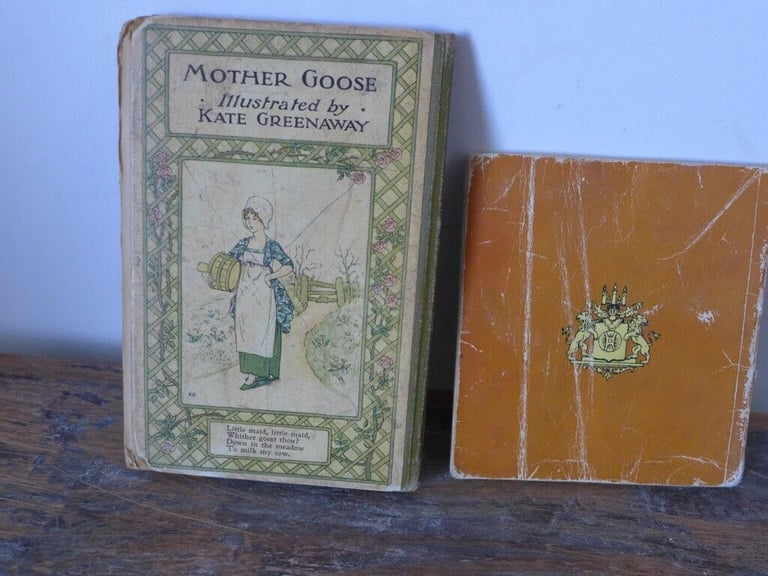 MOTHER GOOSE
· Illustrated by ·
KATE GREENAWAY
KG
Little maid, little maid,
Whither goest thou?
Down in the meadow
To milk my cow.